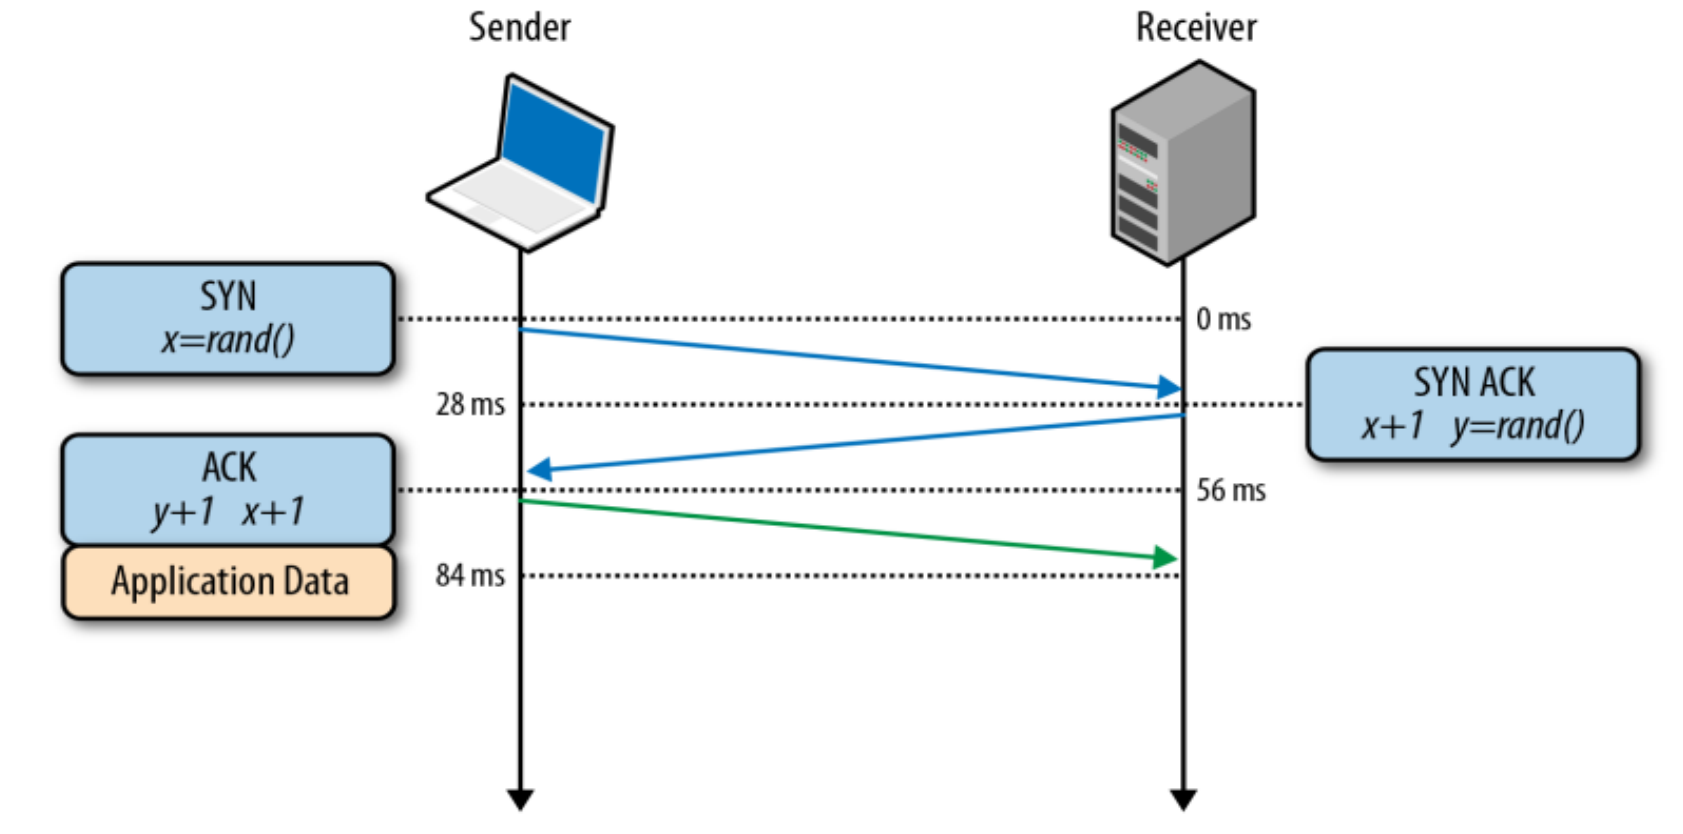 Sender
Receiver
SYN
x=rand()
0 ms
28 ms
SYN ACK
x+1 y=rand()
ACK
y+1 x+1
56 ms
Application Data
84 ms